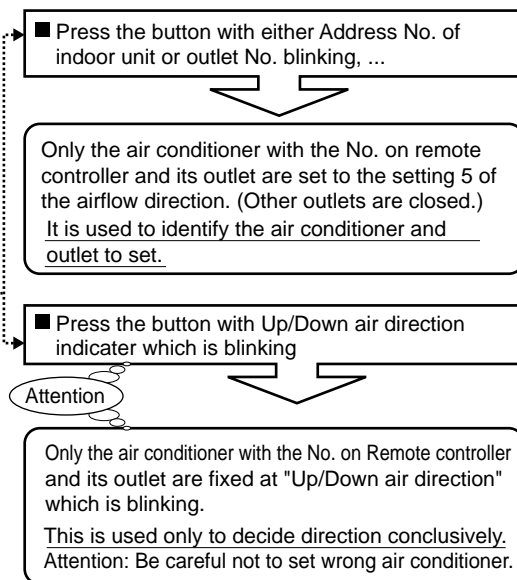 ■ Press the button with either Address No. of
indoor unit or outlet No. blinking, ...
Only the air conditioner with the No. on remote
controller and its outlet are set to the setting 5 of
the airflow direction. (Other outlets are closed.)
It is used to identify the air conditioner and
outlet to set.
■ Press the button with Up/Down air direction
indicater which is blinking
Attention
Only the air conditioner with the No. on Remote controller
and its outlet are fixed at "Up/Down air direction"
which is blinking.
This is used only to decide direction conclusively.
Attention: Be careful not to set wrong air conditioner.